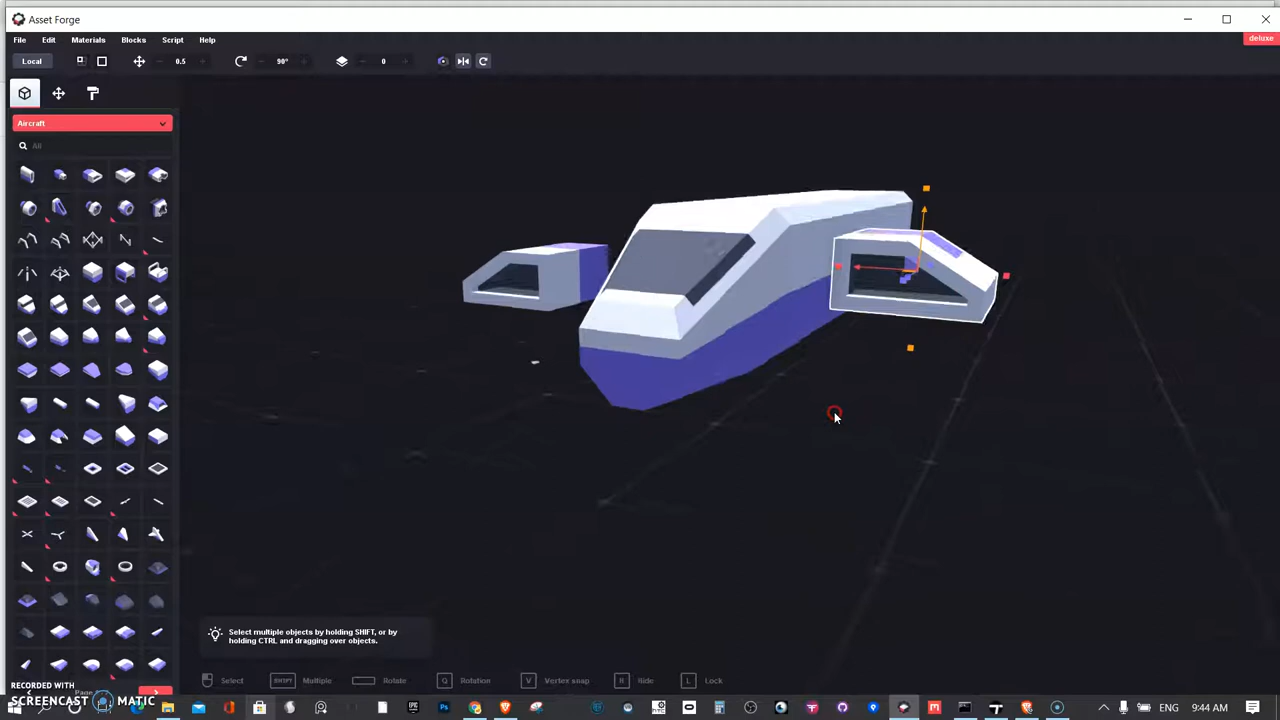 Asset Forge
File Edit Materials Blocks Script Help
deluxe
Local 0.5 90° 0
Aircraft
All
Select multiple objects by holding SHIFT, or by
holding CTRL and dragging over objects.
Select SHIFT Multiple Rotate Q Rotation V Vertex snap H Hide L Lock
RECORDED WITH
SCREENCAST MATIC
9:44 AM